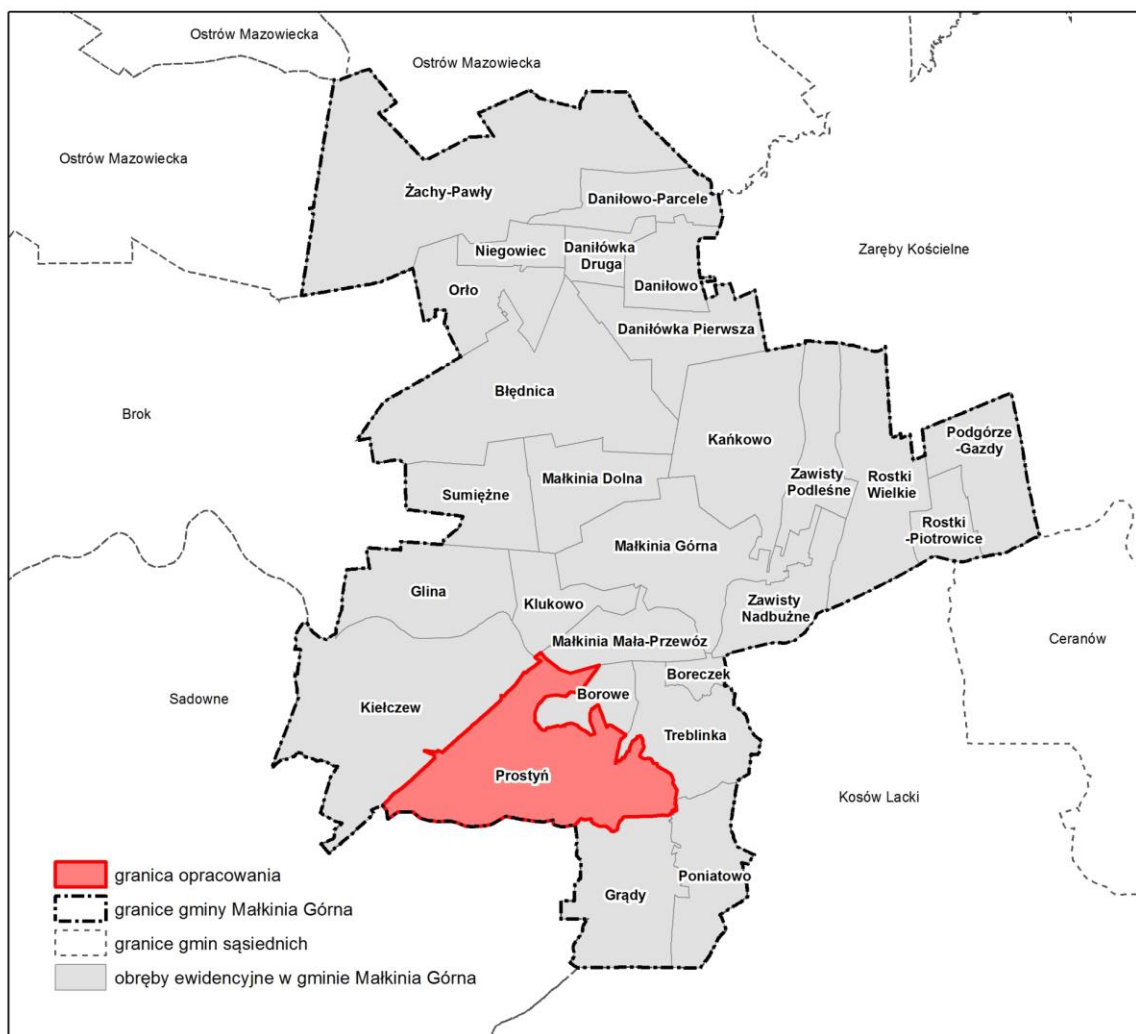 Ostrów Mazowiecka
Ostrów Mazowiecka
Ostrów Mazowiecka
Żachy-Pawły
Daniłowo-Parcele
Niegowiec
Daniłówka
Druga
Zaręby Kościelne
Orło
Daniłowo
Daniłówka Pierwsza
Błędnica
Brok
Kańkowo
Podgórze
-Gazdy
Małkinia Dolna
Zawisty
Podleśne
Rostki
Wielkie
Sumiężne
Rostki
-Piotrowice
Małkinia Górna
Glina
Klukowo
Zawisty
Nadbużne
Małkinia Mała-Przewóz
Ceranów
Boreczek
Sadowne
Kiełczew
Borowe
Treblinka
Prostyń
Kosów Lacki
Poniatowo
Grądy
granica opracowania
granice gminy Małkinia Górna
granice gmin sąsiednich
obręby ewidencyjne w gminie Małkinia Górna